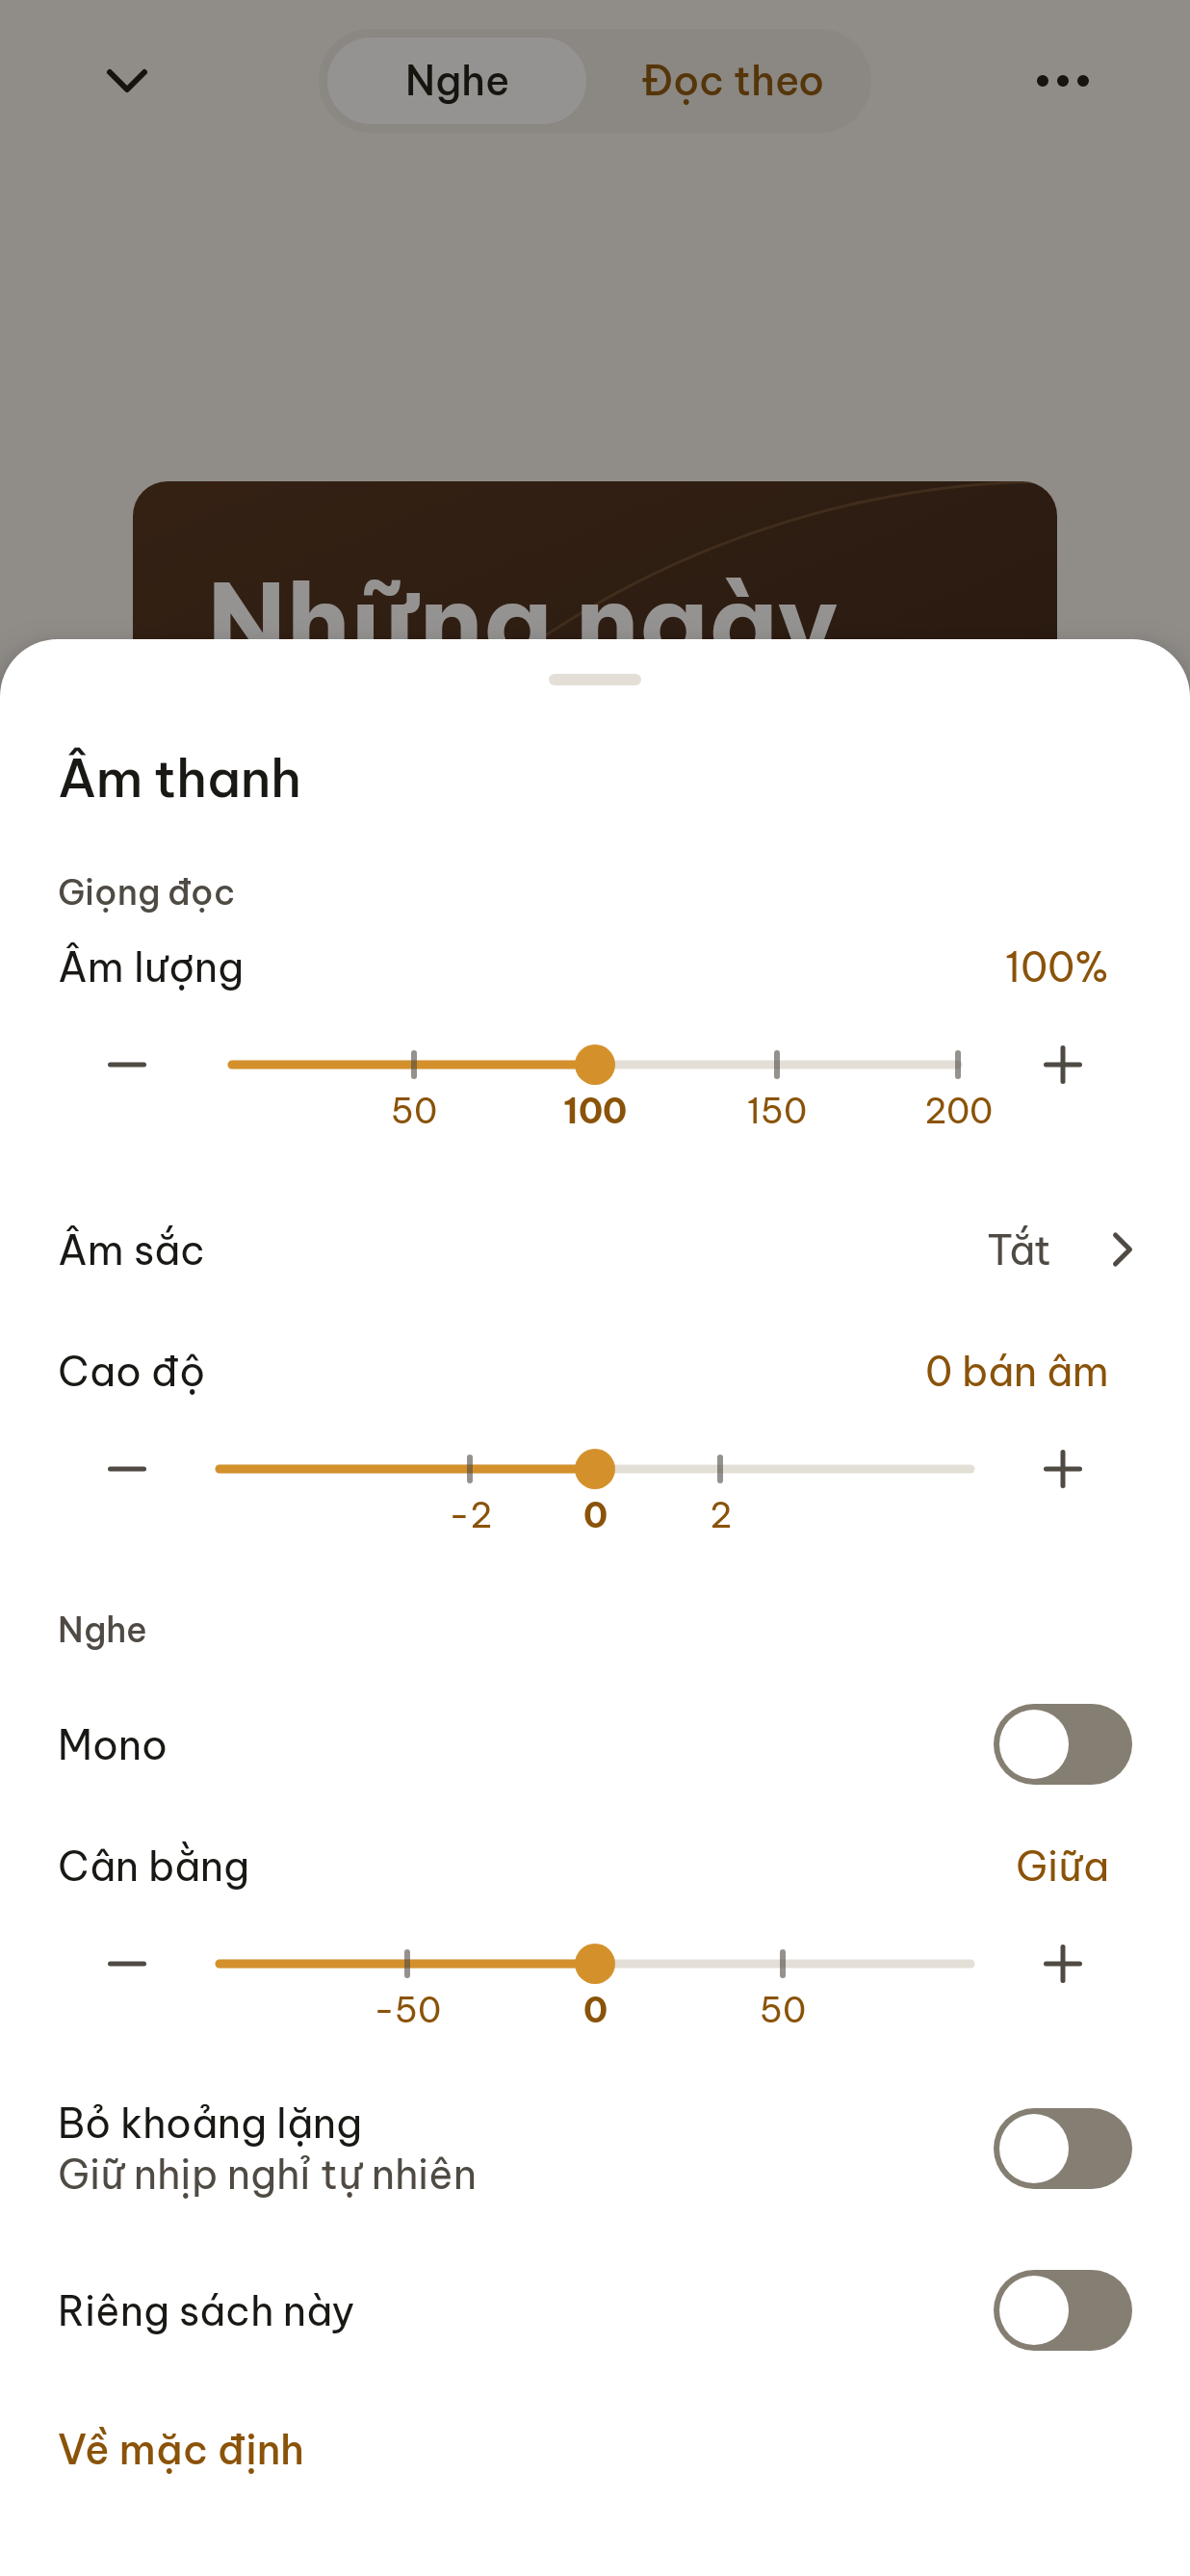 Nghe
Đọc theo
Những ngày
Âm thanh
Giọng đọc
Âm lượng
100%
50
100
150
200
Âm sắc
Tắt
Cao độ
0 bán âm
-2
0
2
Nghe
Mono
Cân bằng
Giữa
-50
0
50
Bỏ khoảng lặng
Giữ nhịp nghỉ tự nhiên
Riêng sách này
Về mặc định